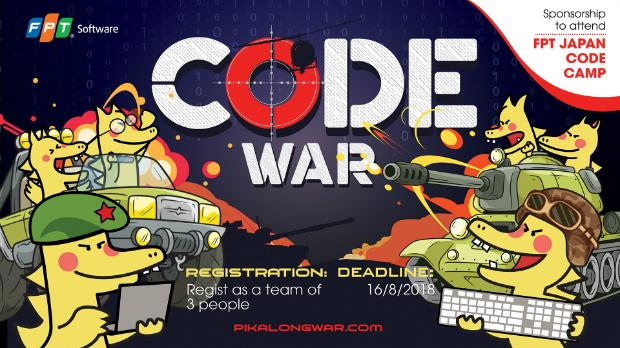 FPT Software
Sponsorship
to attend
FPT JAPAN
CODE
CAMP
CODE
WAR
REGISTRATION: DEADLINE:
Regist as a team of 16/8/2018
3 people
PIKALONGWAR.COM